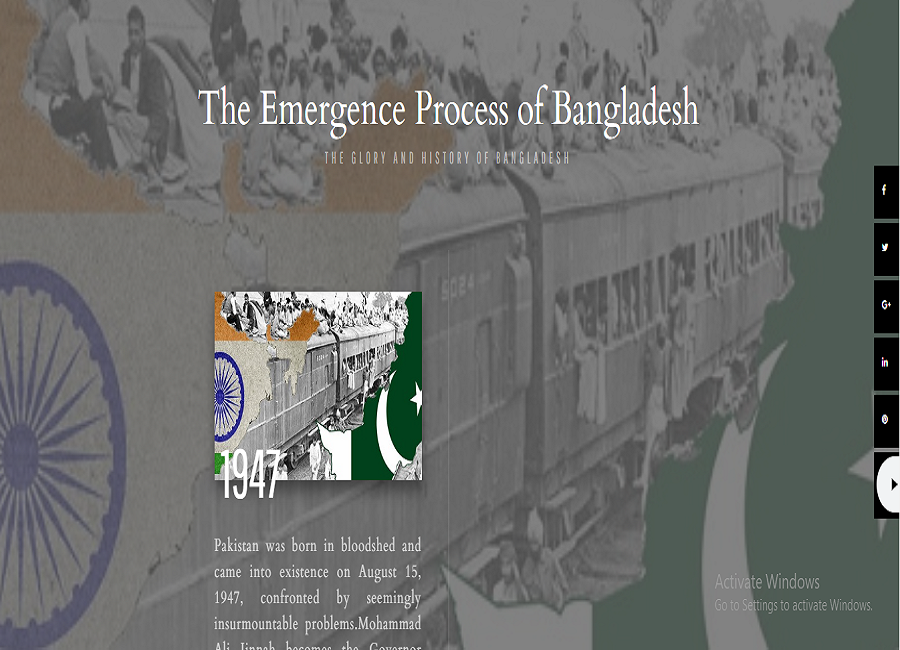 The Emergence Process of Bangladesh
THE GLORY AND HISTORY OF BANGLADESH
1947
Pakistan was born in bloodshed and
came into existence on August 15,
1947, confronted by seemingly
insurmountable problems.Mohammad
Ali Jinnah becomes the Governor
Activate Windows
Go to Settings to activate Windows.